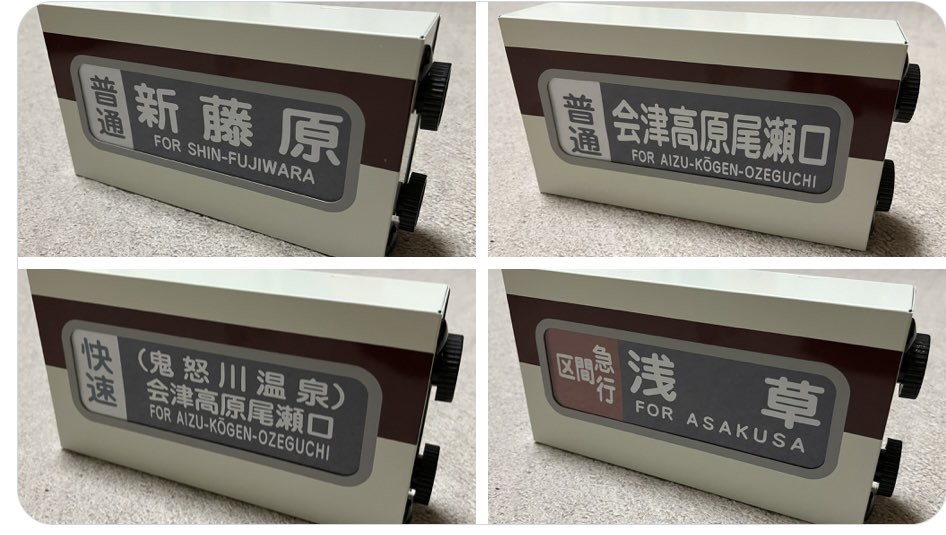 普通
新藤原
FOR SHIN-FUJIWARA
普通
会津高原尾瀬口
FOR AIZU-KŌGEN-OZEGUCHI
快速
(鬼怒川温泉)
会津高原尾瀬口
FOR AIZU-KŌGEN-OZEGUCHI
区間急行
浅草
FOR ASAKUSA